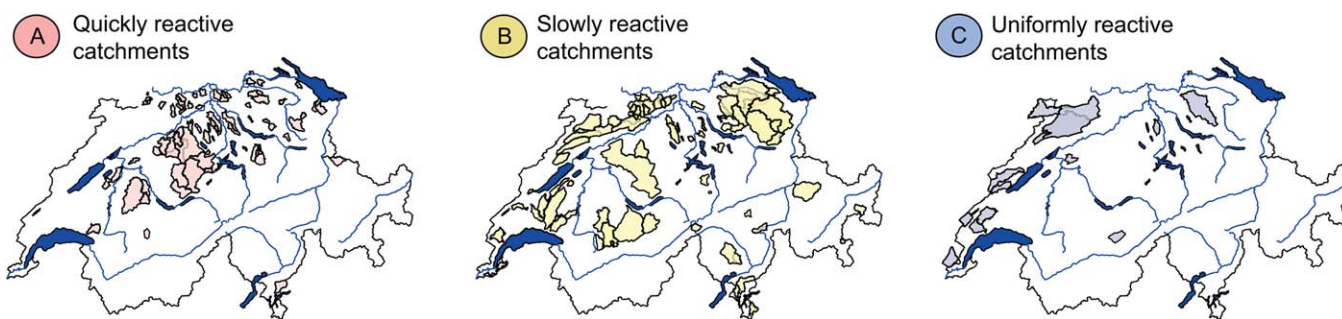 A
Quickly reactive
catchments
B
Slowly reactive
catchments
C
Uniformly reactive
catchments